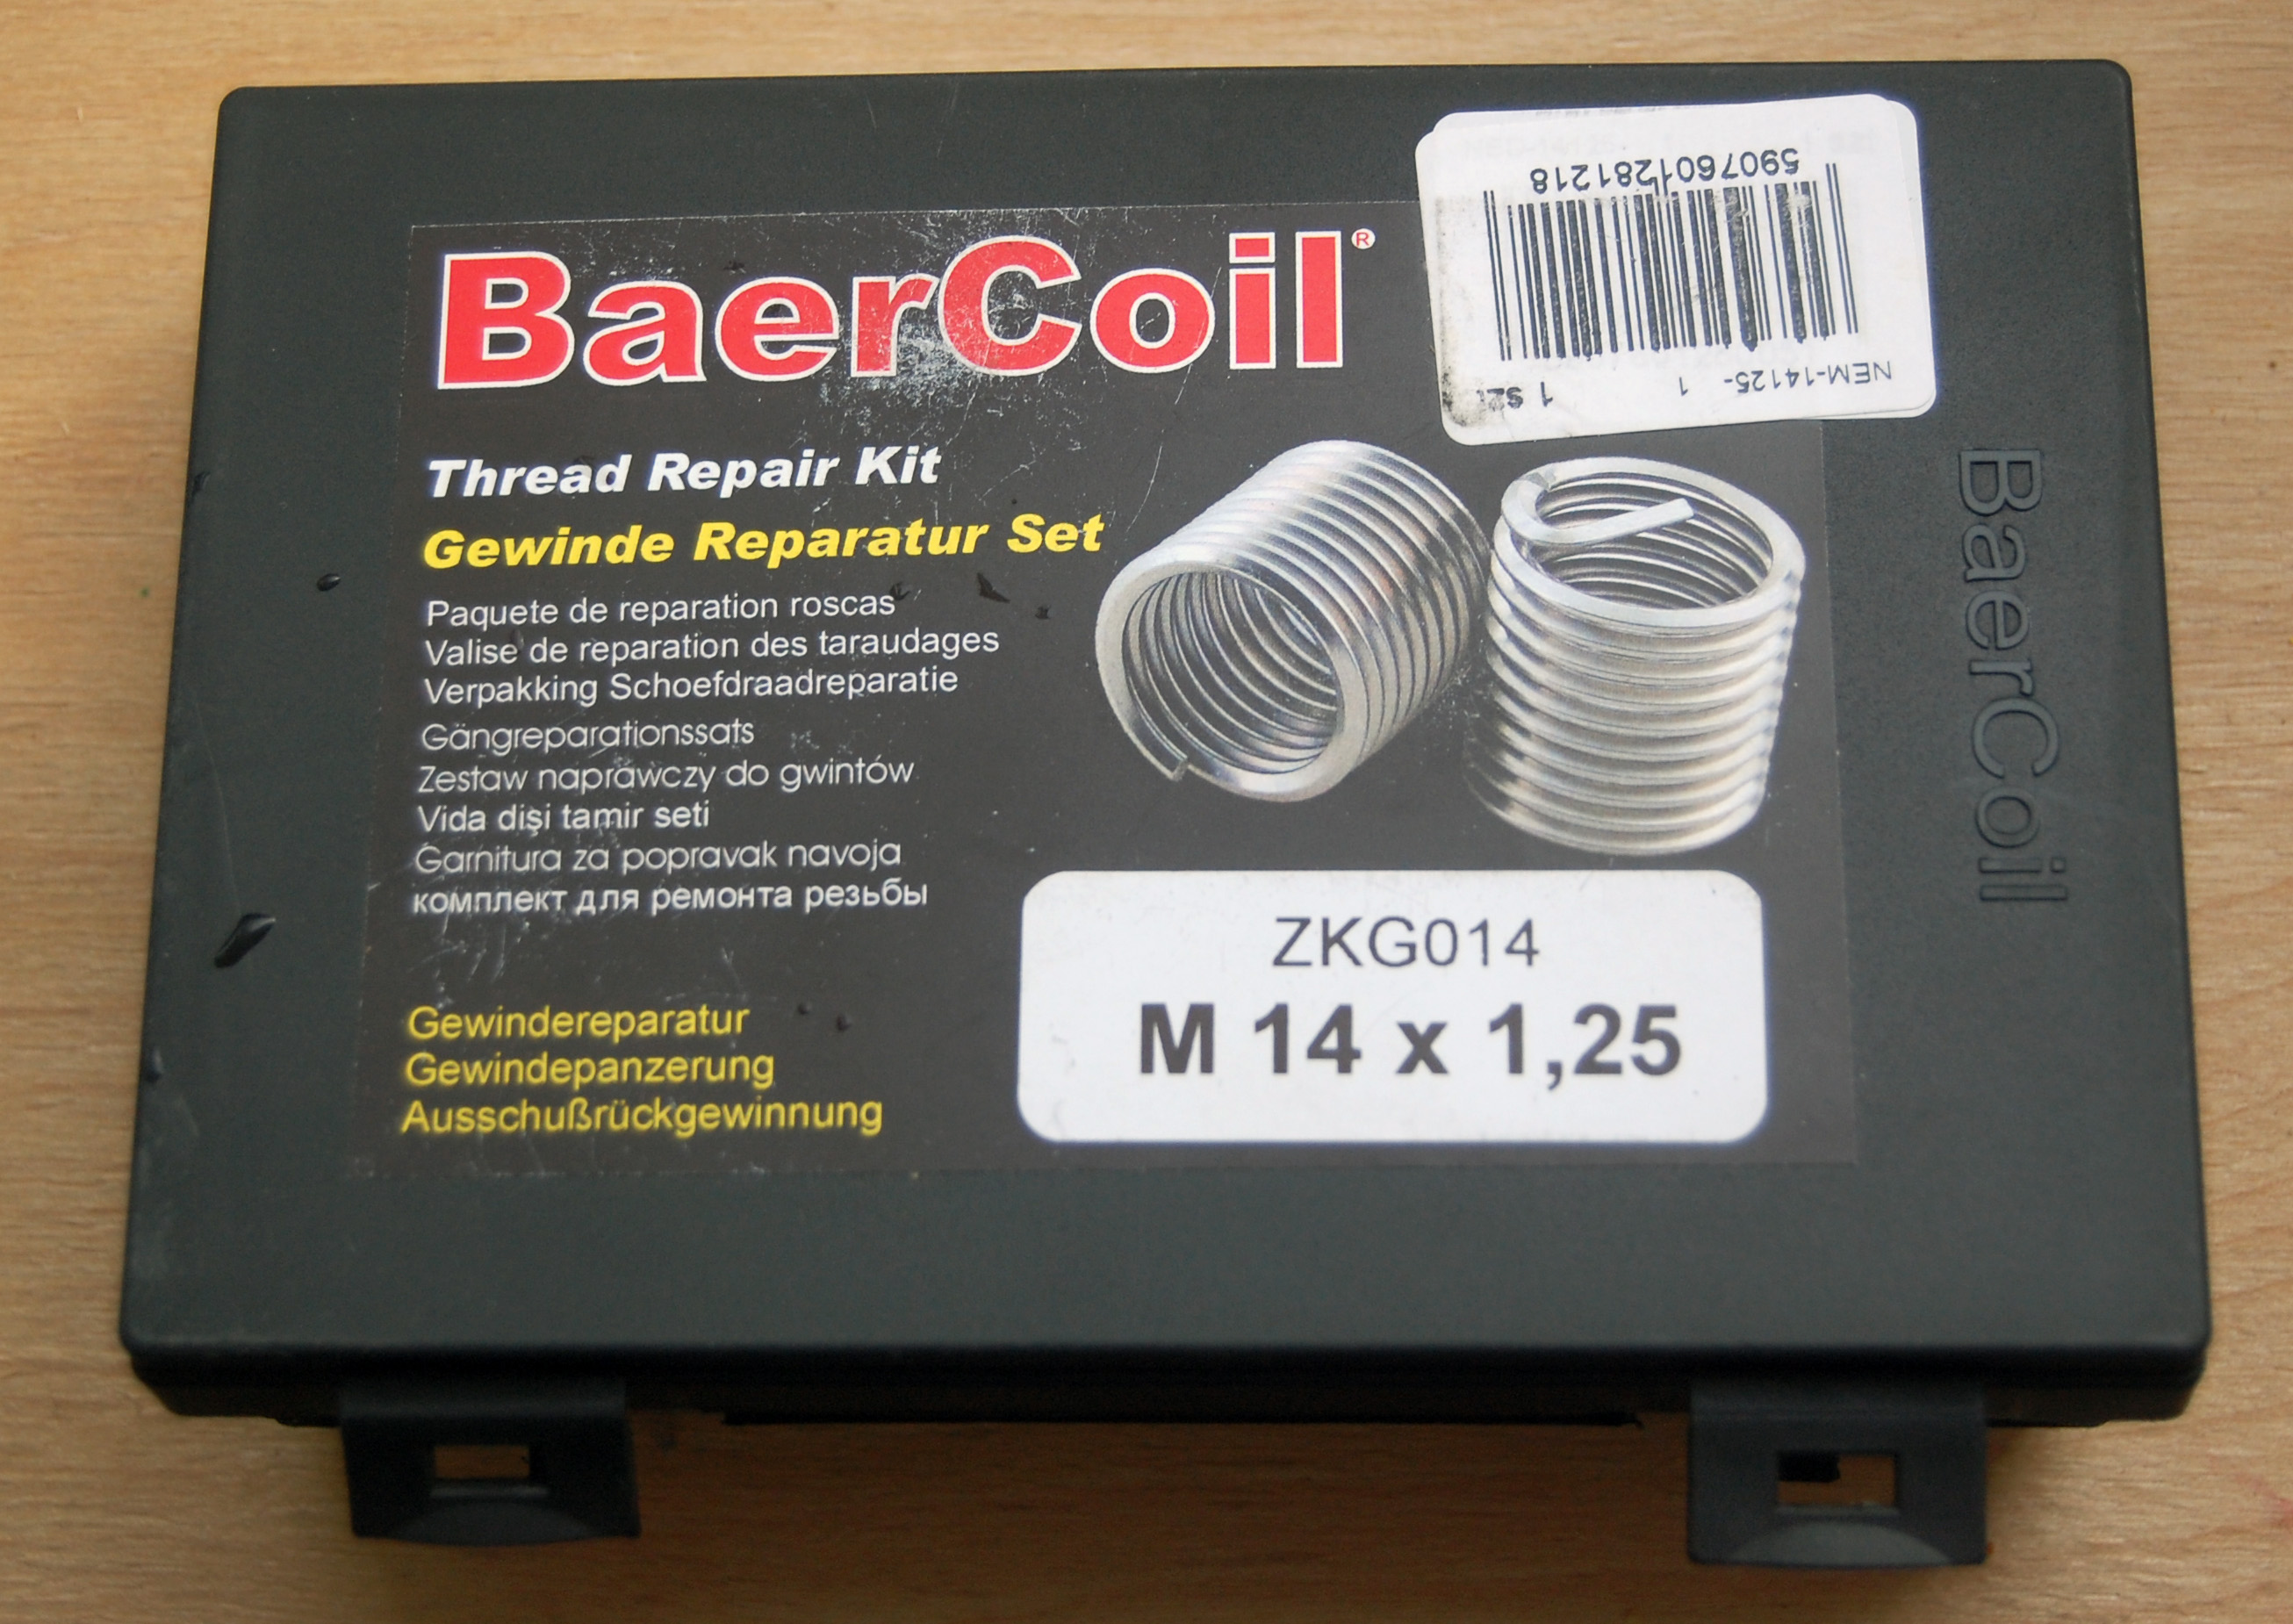 BaerCoil®
5907601281218
NEM-14125- 1
1 szt
Thread Repair Kit
Gewinde Reparatur Set
Paquete de reparation roscas
Valise de reparation des taraudages
Verpakking Schoefdraadreparatie
Gängreparationssats
Zestaw naprawczy do gwintów
Vida dişi tamir seti
Garnitura za popravak navoja
комплект для ремонта резьбы
Gewindereparatur
Gewindepanzerung
Ausschußrückgewinnung
ZKG014
M 14 x 1,25
BaerCoil